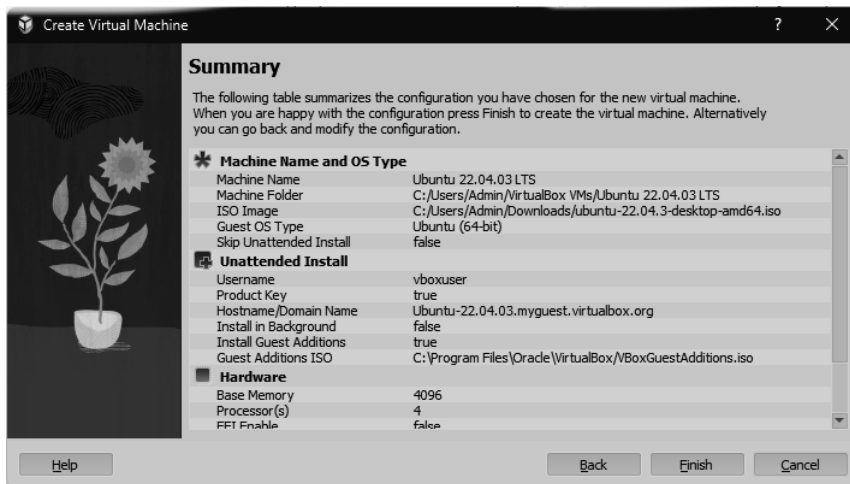 Create Virtual Machine
?
Summary
The following table summarizes the configuration you have chosen for the new virtual machine.
When you are happy with the configuration press Finish to create the virtual machine. Alternatively
you can go back and modify the configuration.
Machine Name and OS Type
Machine Name Ubuntu 22.04.03 LTS
Machine Folder C:/Users/Admin/VirtualBox VMs/Ubuntu 22.04.03 LTS
ISO Image C:/Users/Admin/Downloads/ubuntu-22.04.3-desktop-amd64.iso
Guest OS Type Ubuntu (64-bit)
Skip Unattended Install false
Unattended Install
Username vboxuser
Product Key true
Hostname/Domain Name Ubuntu-22.04.03.myguest.virtualbox.org
Install in Background false
Install Guest Additions true
Guest Additions ISO C:\Program Files\Oracle\VirtualBox/VBoxGuestAdditions.iso
Hardware
Base Memory 4096
Processor(s) 4
EFI Enable false
Help Back Finish Cancel